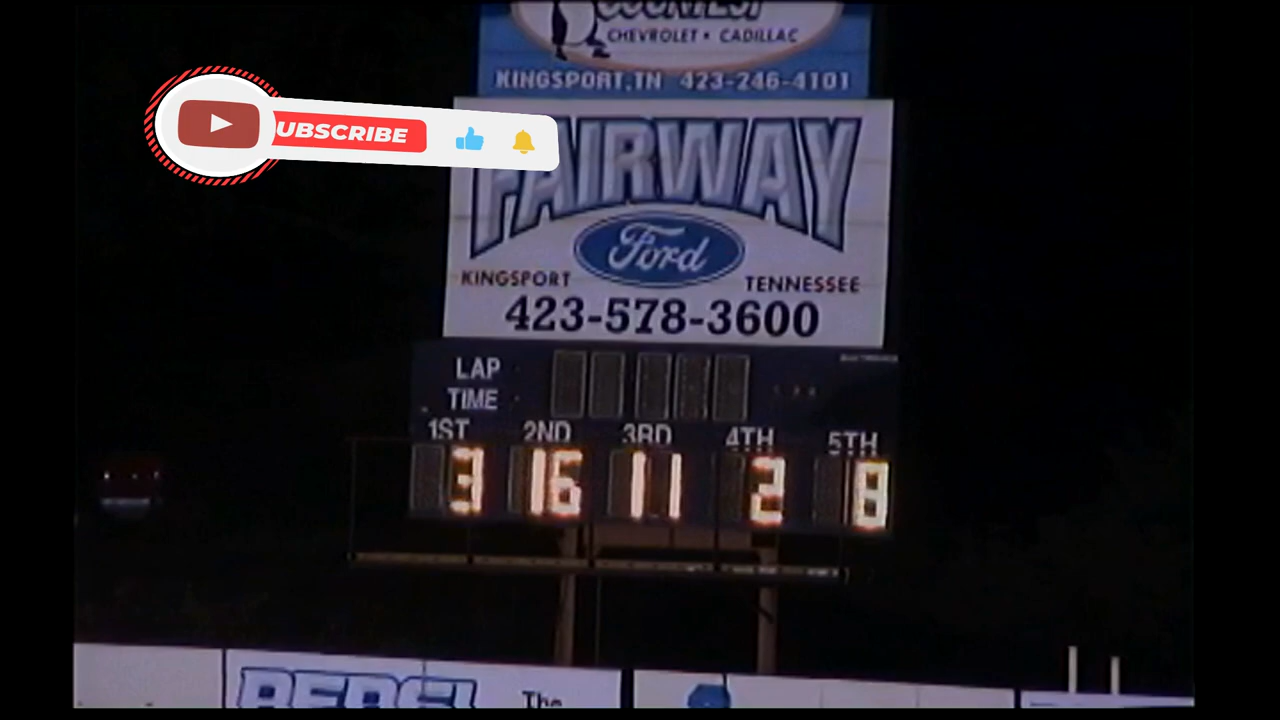 CHEVROLET • CADILLAC
KINGSPORT, TN 423-246-4101
UBSCRIBE
FAIRWAY
Ford
KINGSPORT TENNESSEE
423-578-3600
LAP
TIME
1ST 2ND 3RD 4TH 5TH
3 16 11 2 8
REBEL The